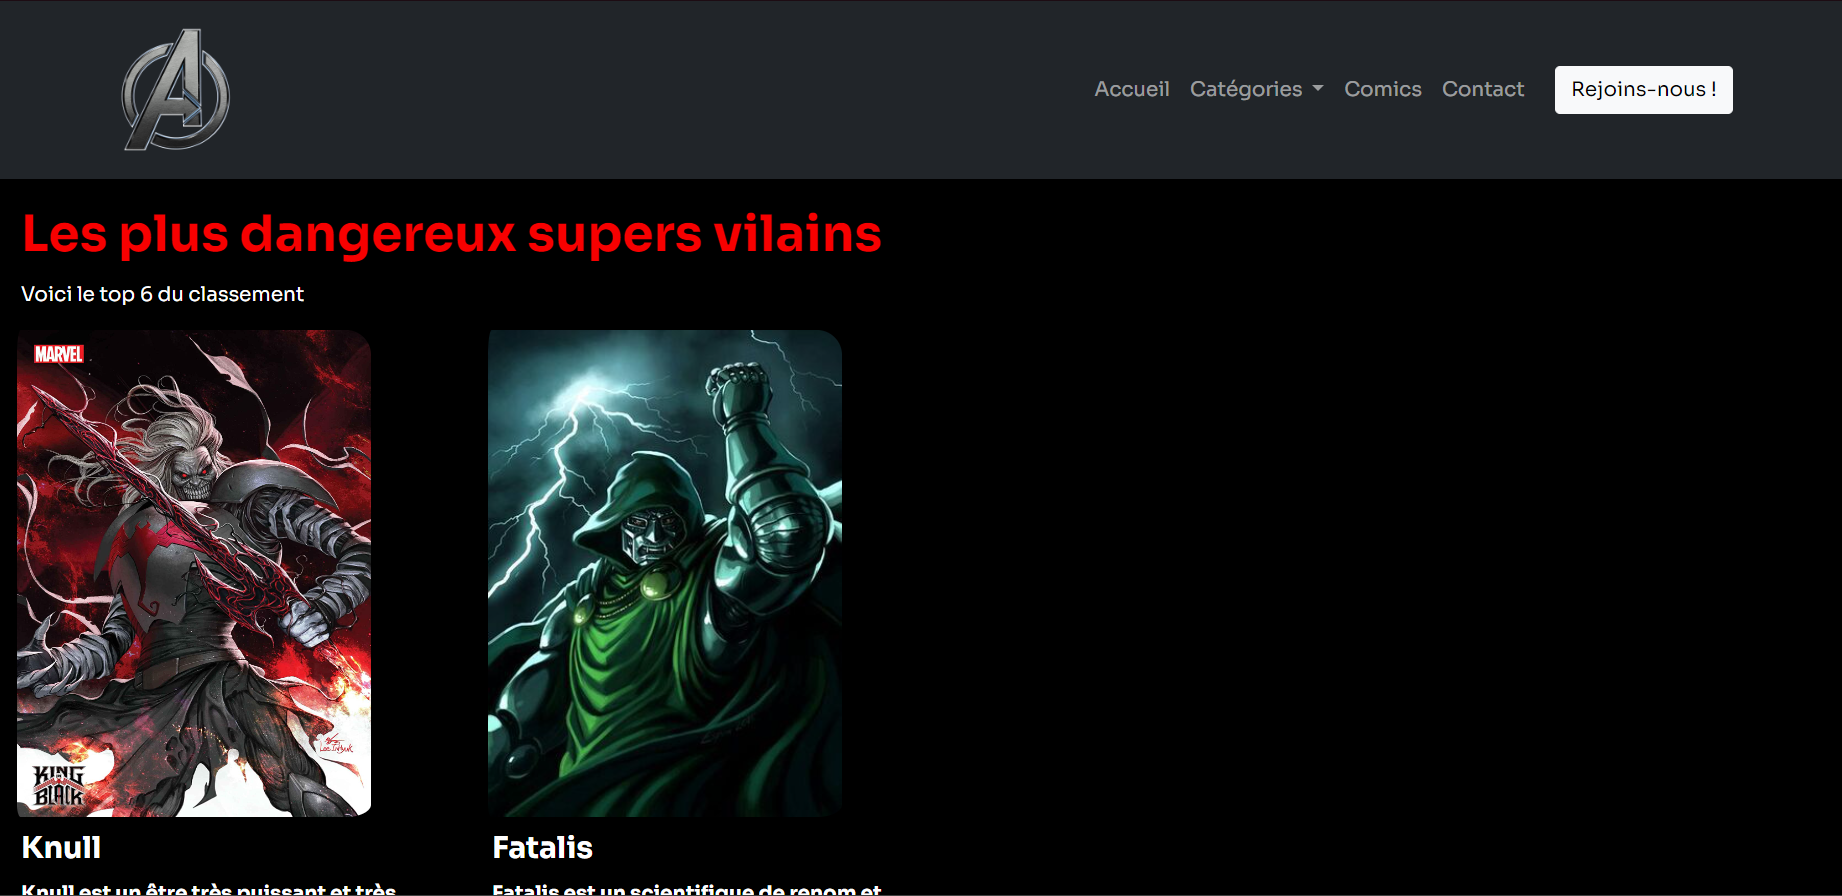 Accueil Catégories Comics Contact Rejoins-nous !
Les plus dangereux supers vilains
Voici le top 6 du classement
MARVEL
KING
BLACK
Knull
Fatalis
Knull est un être très puissant et très
Fatalis est un scientifique de renom et